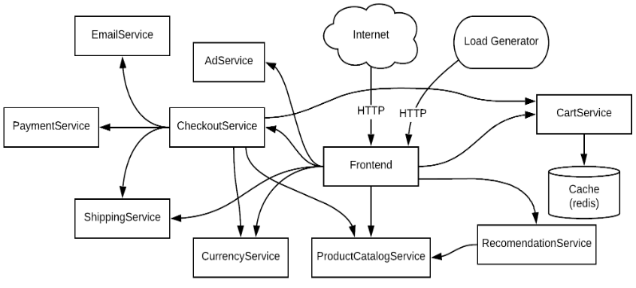 EmailService
Internet
Load Generator
AdService
HTTP
HTTP
PaymentService
CheckoutService
CartService
Frontend
Cache
(redis)
ShippingService
CurrencyService
ProductCatalogService
RecomendationService